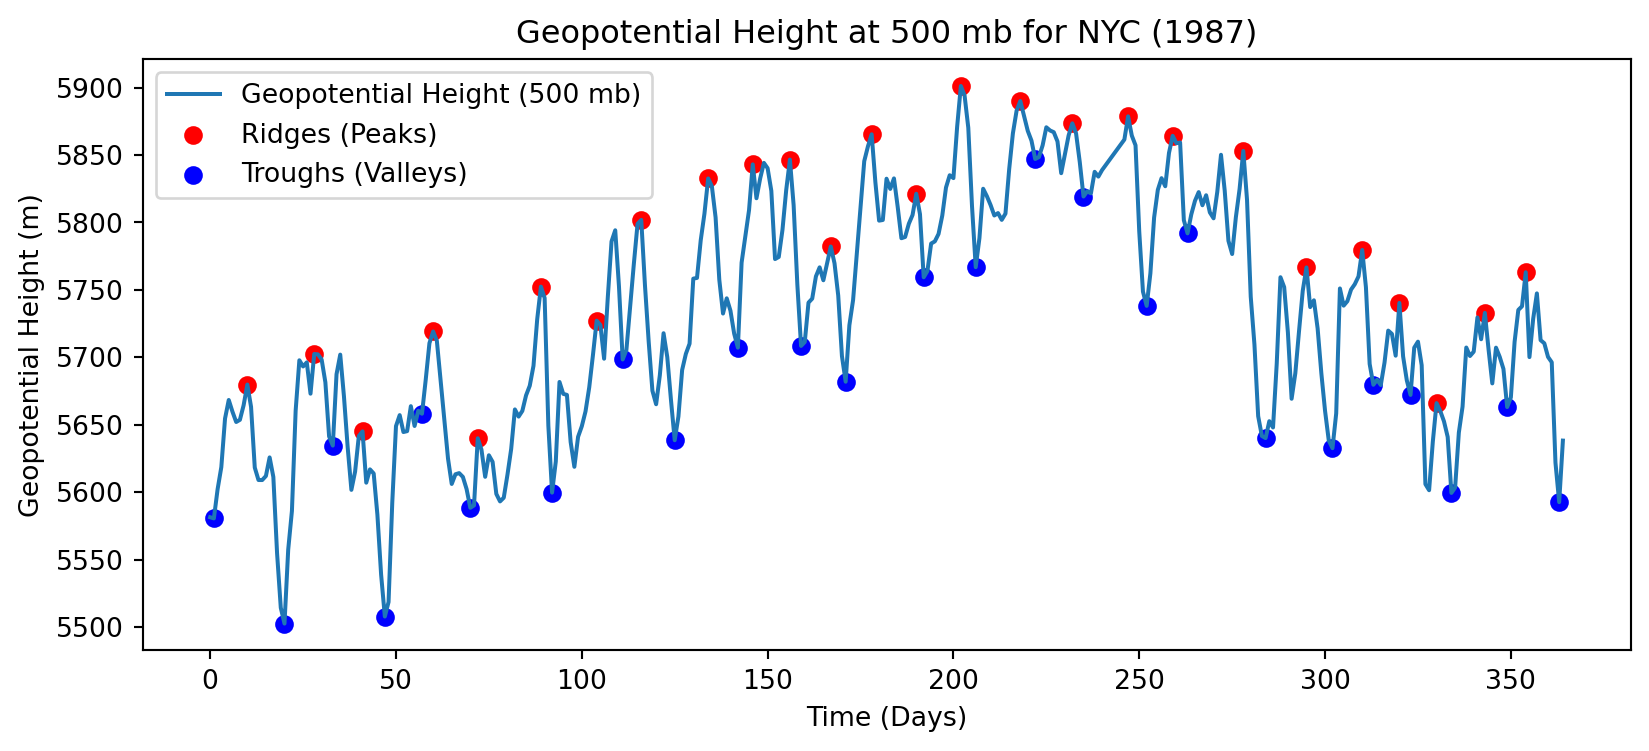 Geopotential Height at 500 mb for NYC (1987)
Geopotential Height (500 mb)
Ridges (Peaks)
Troughs (Valleys)
Geopotential Height (m)
5900
5850
5800
5750
5700
5650
5600
5550
5500
0 50 100 150 200 250 300 350
Time (Days)